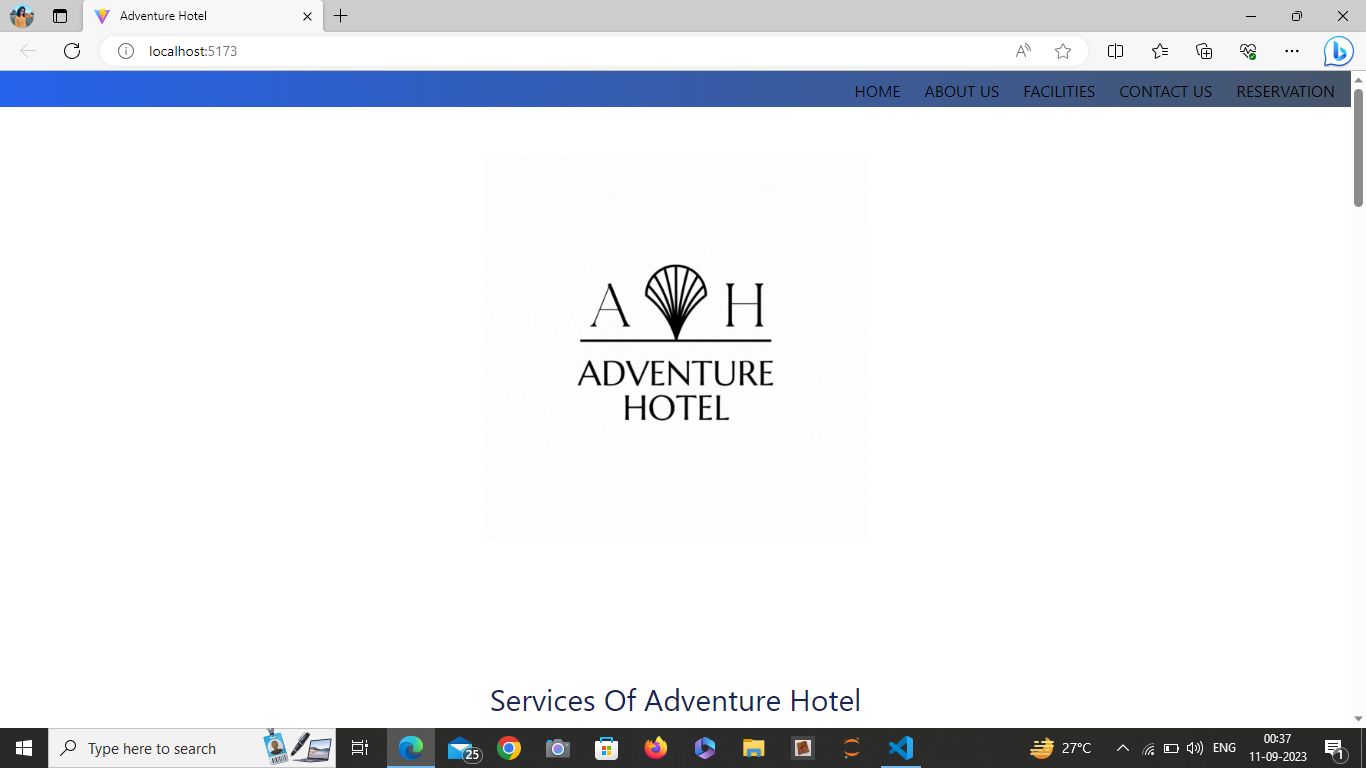 Adventure Hotel
localhost:5173
HOME ABOUT US FACILITIES CONTACT US RESERVATION
A H
ADVENTURE
HOTEL
Services Of Adventure Hotel
Type here to search
25
27°C
ENG
00:37
11-09-2023
1